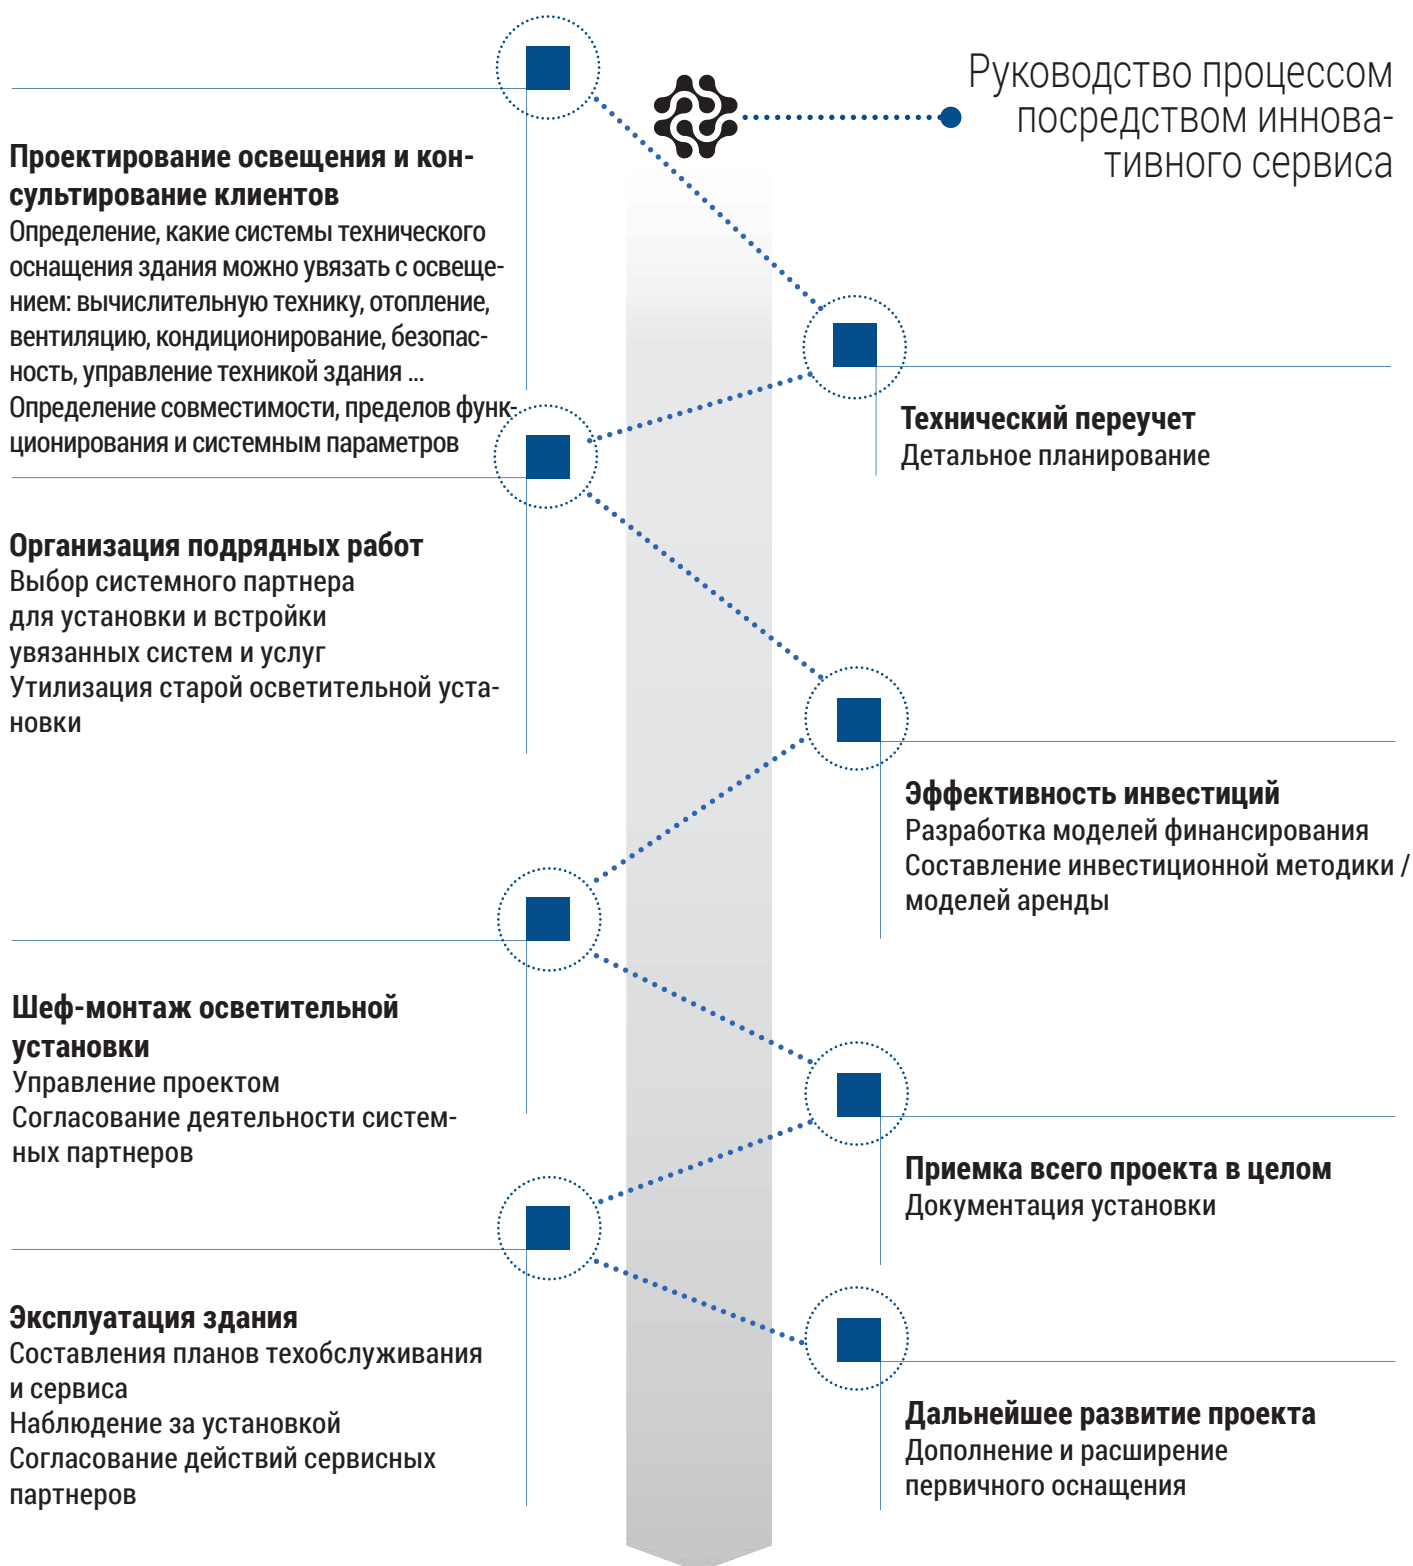 Руководство процессом
посредством иннова-
тивного сервиса
Проектирование освещения и кон-
сультирование клиентов
Определение, какие системы технического
оснащения здания можно увязать с освеще-
нием: вычислительную технику, отопление,
вентиляцию, кондиционирование, безопас-
ность, управление техникой здания ...
Определение совместимости, пределов функ-
ционирования и системным параметров
Технический переучет
Детальное планирование
Организация подрядных работ
Выбор системного партнера
для установки и встройки
увязанных систем и услуг
Утилизация старой осветительной уста-
новки
Эффективность инвестиций
Разработка моделей финансирования
Составление инвестиционной методики /
моделей аренды
Шеф-монтаж осветительной
установки
Управление проектом
Согласование деятельности систем-
ных партнеров
Приемка всего проекта в целом
Документация установки
Эксплуатация здания
Составления планов техобслуживания
и сервиса
Наблюдение за установкой
Согласование действий сервисных
партнеров
Дальнейшее развитие проекта
Дополнение и расширение
первичного оснащения